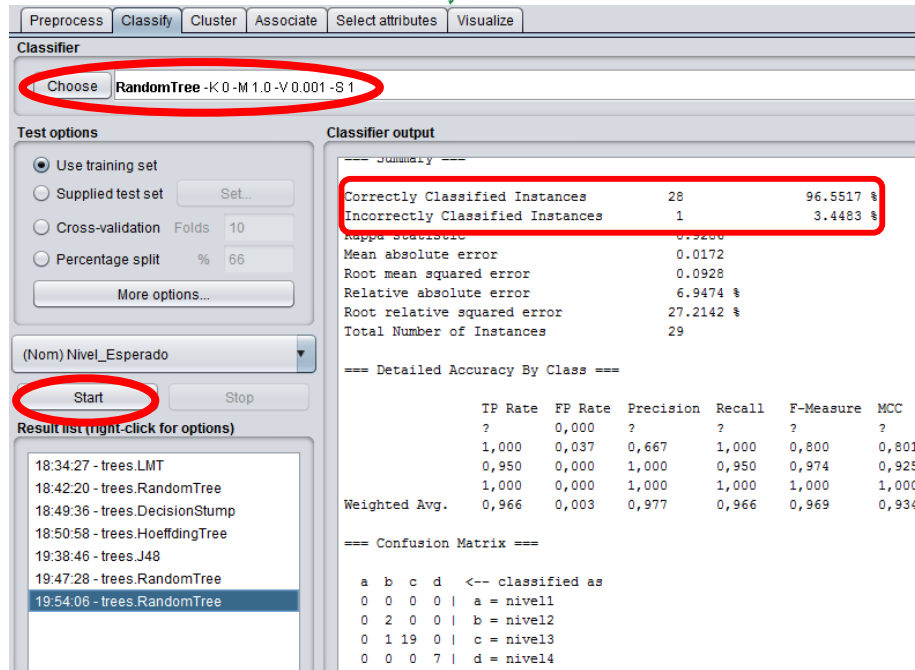 Preprocess Classify Cluster Associate Select attributes Visualize
Classifier
Choose RandomTree -K 0 -M 1.0 -V 0.001 -S 1
Test options
Use training set
Supplied test set Set...
Cross-validation Folds 10
Percentage split % 66
More options...
(Nom) Nivel_Esperado
Start Stop
Result list (right-click for options)
18:34:27 - trees.LMT
18:42:20 - trees.RandomTree
18:49:36 - trees.DecisionStump
18:50:58 - trees.HoeffdingTree
19:38:46 - trees.J48
19:47:28 - trees.RandomTree
19:54:06 - trees.RandomTree
Classifier output
=== Summary ===
Correctly Classified Instances 28 96.5517 %
Incorrectly Classified Instances 1 3.4483 %
Kappa statistic
Mean absolute error 0.0172
Root mean squared error 0.0928
Relative absolute error 6.9474 %
Root relative squared error 27.2142 %
Total Number of Instances 29
=== Detailed Accuracy By Class ===
TP Rate FP Rate Precision Recall F-Measure MCC
? 0,000 ? ? ? ?
1,000 0,037 0,667 1,000 0,800 0,801
0,950 0,000 1,000 0,950 0,974 0,925
1,000 0,000 1,000 1,000 1,000 1,000
Weighted Avg. 0,966 0,003 0,977 0,966 0,969 0,934
=== Confusion Matrix ===
a b c d <-- classified as
0 0 0 0 | a = nivel1
0 2 0 0 | b = nivel2
0 1 19 0 | c = nivel3
0 0 0 7 | d = nivel4